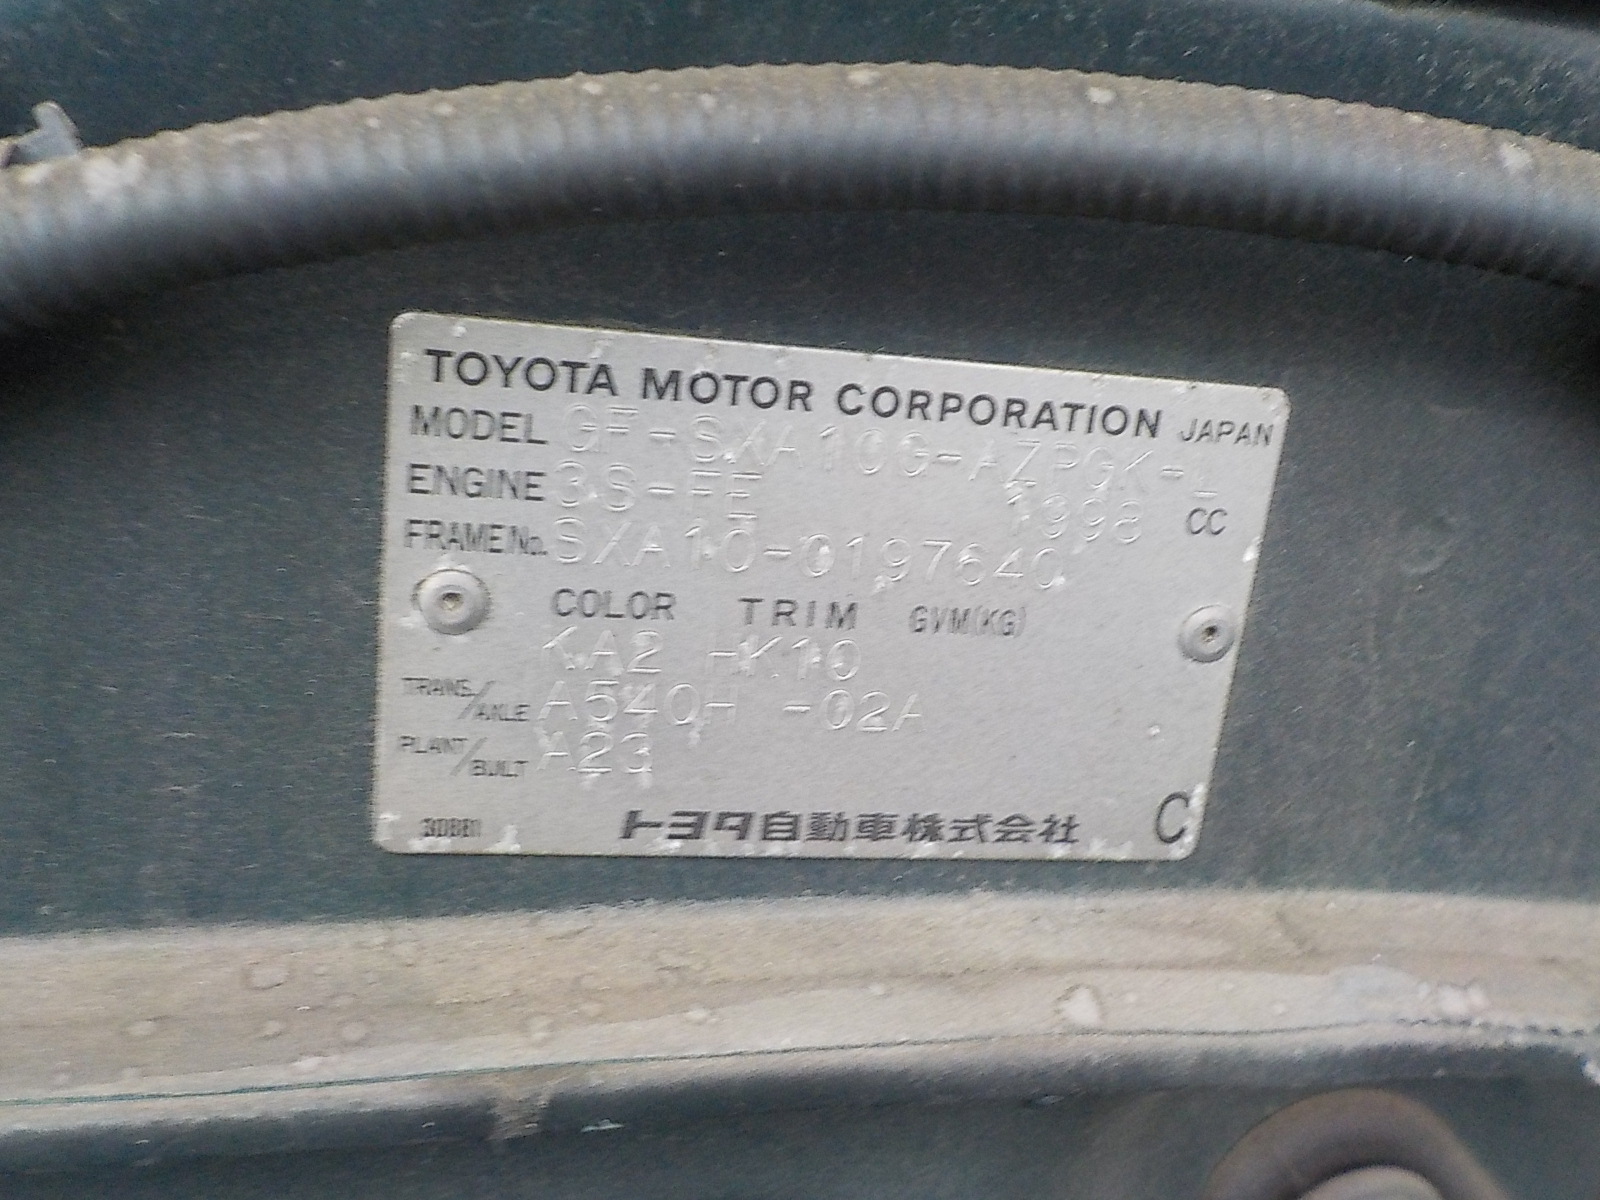 TOYOTA MOTOR CORPORATION JAPAN
MODEL GF-SXA10G-AZPGK-
ENGINE 3S-FE 1998 CC
FRAME No. SXA10-0197640
COLOR TRIM GVM(KG)
KA2 HK10
TRANS/AXLE A540H -02A
PLANT/BUILT A23
トヨタ自動車株式会社 C